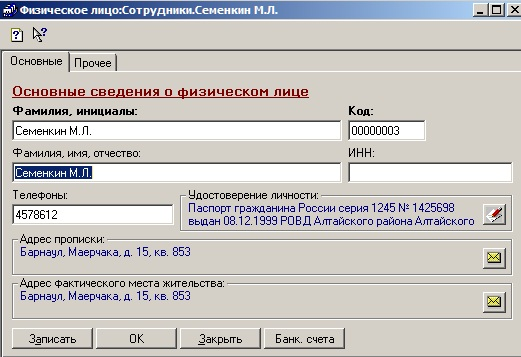 Физическое лицо:Сотрудники.Семенкин М.Л.
Основные Прочее
Основные сведения о физическом лице
Фамилия, инициалы: Код:
Семенкин М.Л. 00000003
Фамилия, имя, отчество: ИНН:
Семенкин М.Л.
Телефоны: Удостоверение личности:
4578612 Паспорт гражданина России серия 1245 № 1425698
выдан 08.12.1999 РОВД Алтайского района Алтайского
Адрес прописки:
Барнаул, Маерчака, д. 15, кв. 853
Адрес фактического места жительства:
Барнаул, Маерчака, д. 15, кв. 853
Записать OK Закрыть Банк. счета